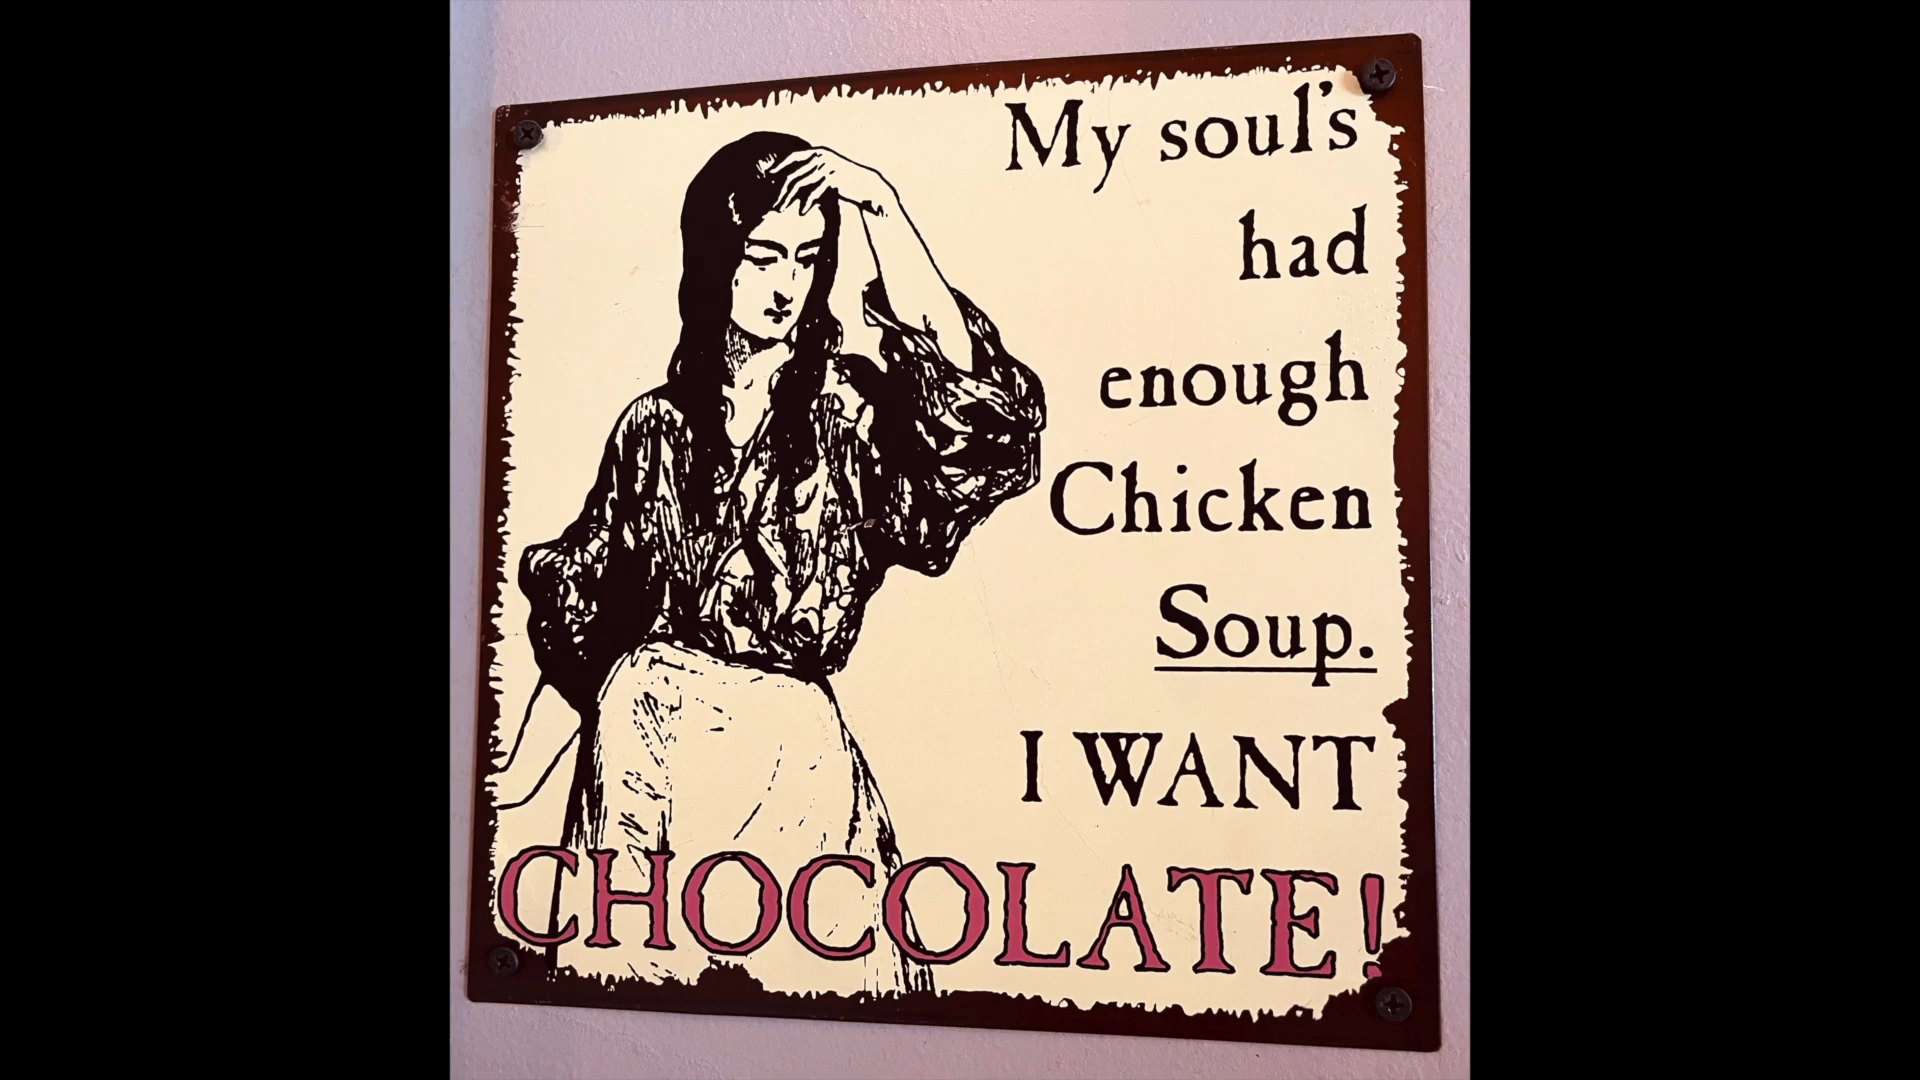 My soul's
had
enough
Chicken
Soup.
I WANT
CHOCOLATE!